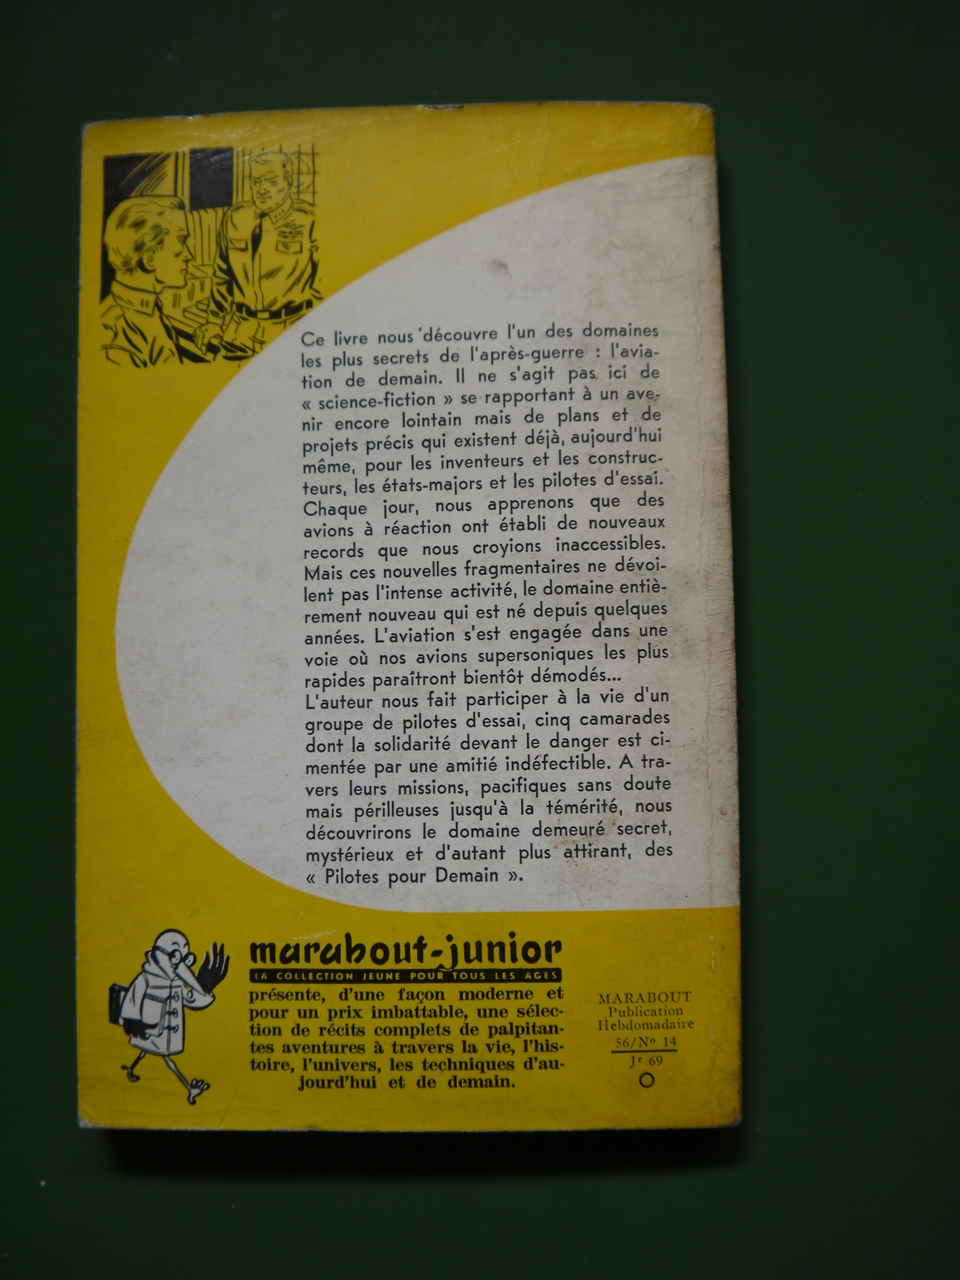 Ce livre nous découvre l'un des domaines
les plus secrets de l'après-guerre : l'avia-
tion de demain. Il ne s'agit pas ici de
« science-fiction » se rapportant à un ave-
nir encore lointain mais de plans et de
projets précis qui existent déjà, aujourd'hui
même, pour les inventeurs et les construc-
teurs, les états-majors et les pilotes d'essai.
Chaque jour, nous apprenons que des
avions à réaction ont établi de nouveaux
records que nous croyions inaccessibles.
Mais ces nouvelles fragmentaires ne dévoi-
lent pas l'intense activité, le domaine entiè-
rement nouveau qui est né depuis quelques
années. L'aviation s'est engagée dans une
voie où nos avions supersoniques les plus
rapides paraîtront bientôt démodés...
L'auteur nous fait participer à la vie d'un
groupe de pilotes d'essai, cinq camarades
dont la solidarité devant le danger est ci-
mentée par une amitié indéfectible. A tra-
vers leurs missions, pacifiques sans doute
mais périlleuses jusqu'à la témérité, nous
découvrirons le domaine demeuré secret,
mystérieux et d'autant plus attirant, des
« Pilotes pour Demain ».
marabout-junior
LA COLLECTION JEUNE POUR TOUS LES AGES
présente, d'une façon moderne et
pour un prix imbattable, une sélec-
tion de récits complets de palpitan-
tes aventures à travers la vie, l'his-
toire, l'univers, les techniques d'au-
jourd'hui et de demain.
MARABOUT
Publication
Hebdomadaire
56/Nº 14
Jr 69
O